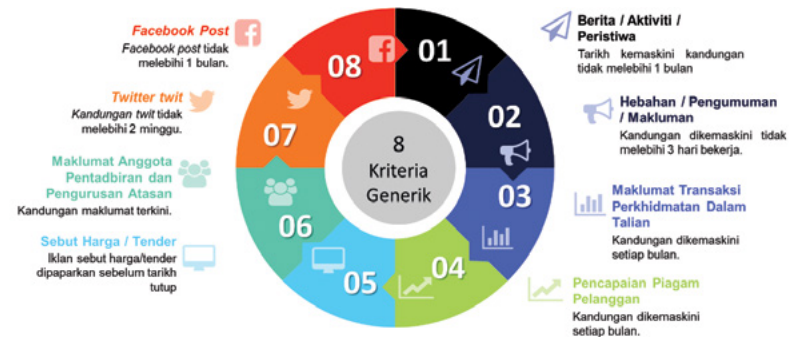 8
Kriteria
Generik
01
Berita / Aktiviti /
Peristiwa
Tarikh kemaskini kandungan
tidak melebihi 1 bulan
02
Hebahan / Pengumuman
/ Makluman
Kandungan dikemaskini tidak
melebihi 3 hari bekerja.
03
Maklumat Transaksi
Perkhidmatan Dalam
Talian
Kandungan dikemaskini
setiap bulan.
04
Pencapaian Piagam
Pelanggan
Kandungan dikemaskini
setiap bulan.
05
Sebut Harga / Tender
Iklan sebut harga/tender
dipaparkan sebelum tarikh
tutup
06
Maklumat Anggota
Pentadbiran dan
Pengurusan Atasan
Kandungan maklumat terkini.
07
Twitter twit
Kandungan twit tidak
melebihi 2 minggu.
08
Facebook Post
Facebook post tidak
melebihi 1 bulan.